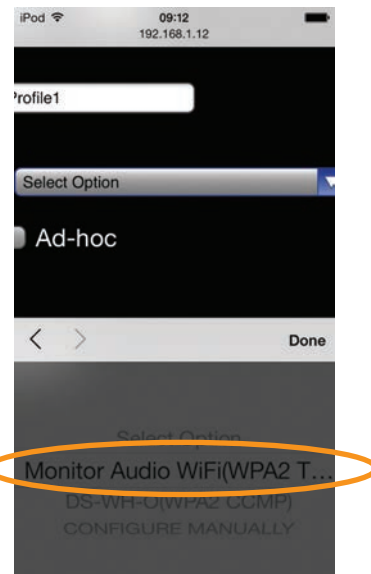 iPod 09:12
192.168.1.12
Profile1
Select Option
Ad-hoc
Done
Select Option
Monitor Audio WiFi(WPA2 T...
DS-WH-O(WPA2 CCMP)
CONFIGURE MANUALLY